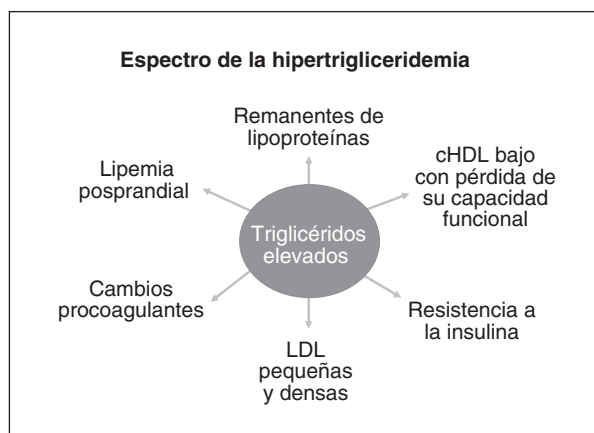 Espectro de la hipertrigliceridemia
Remanentes de
lipoproteínas
cHDL bajo
con pérdida de
su capacidad
funcional
Lipemia
posprandial
Triglicéridos
elevados
Cambios
procoagulantes
Resistencia a
la insulina
LDL
pequeñas
y densas